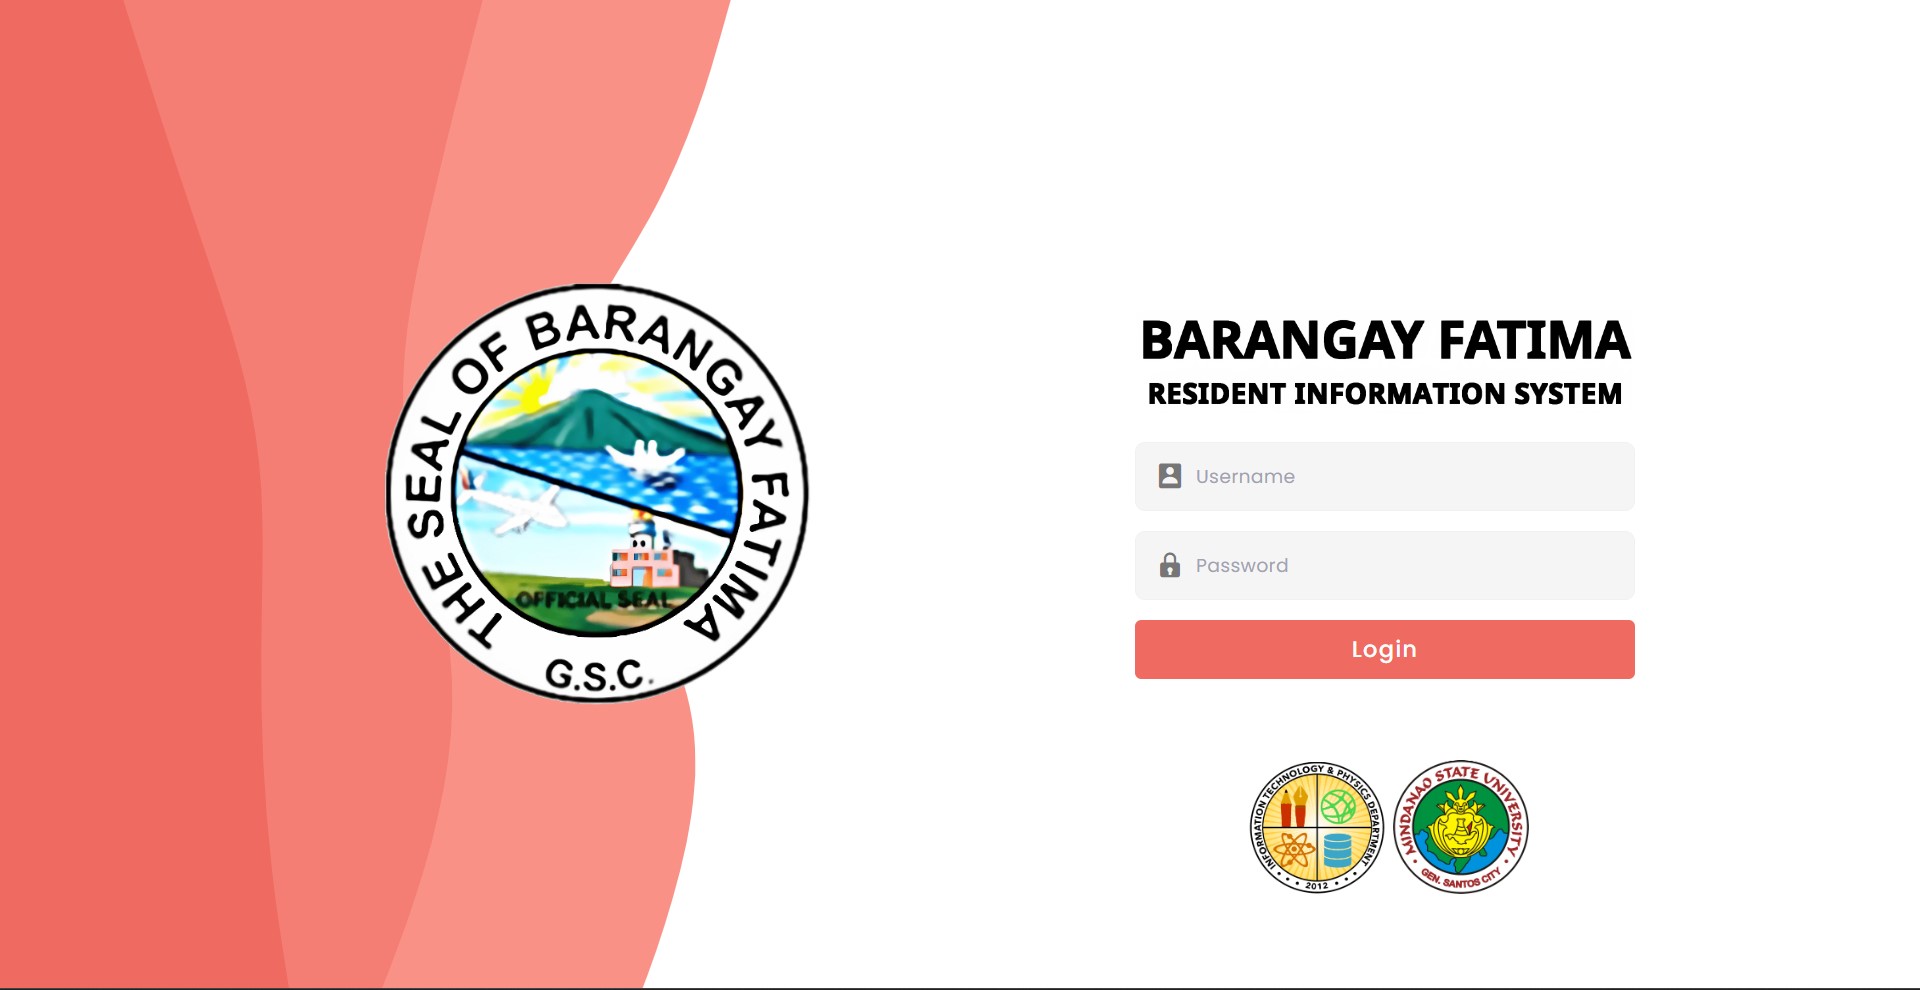 THE SEAL OF BARANGAY FATIMA
OFFICIAL SEAL
G.S.C.
BARANGAY FATIMA
RESIDENT INFORMATION SYSTEM
Username
Password
Login
INFORMATION TECHNOLOGY & PHYSICS DEPARTMENT
2012
MINDANAO STATE UNIVERSITY
GEN. SANTOS CITY